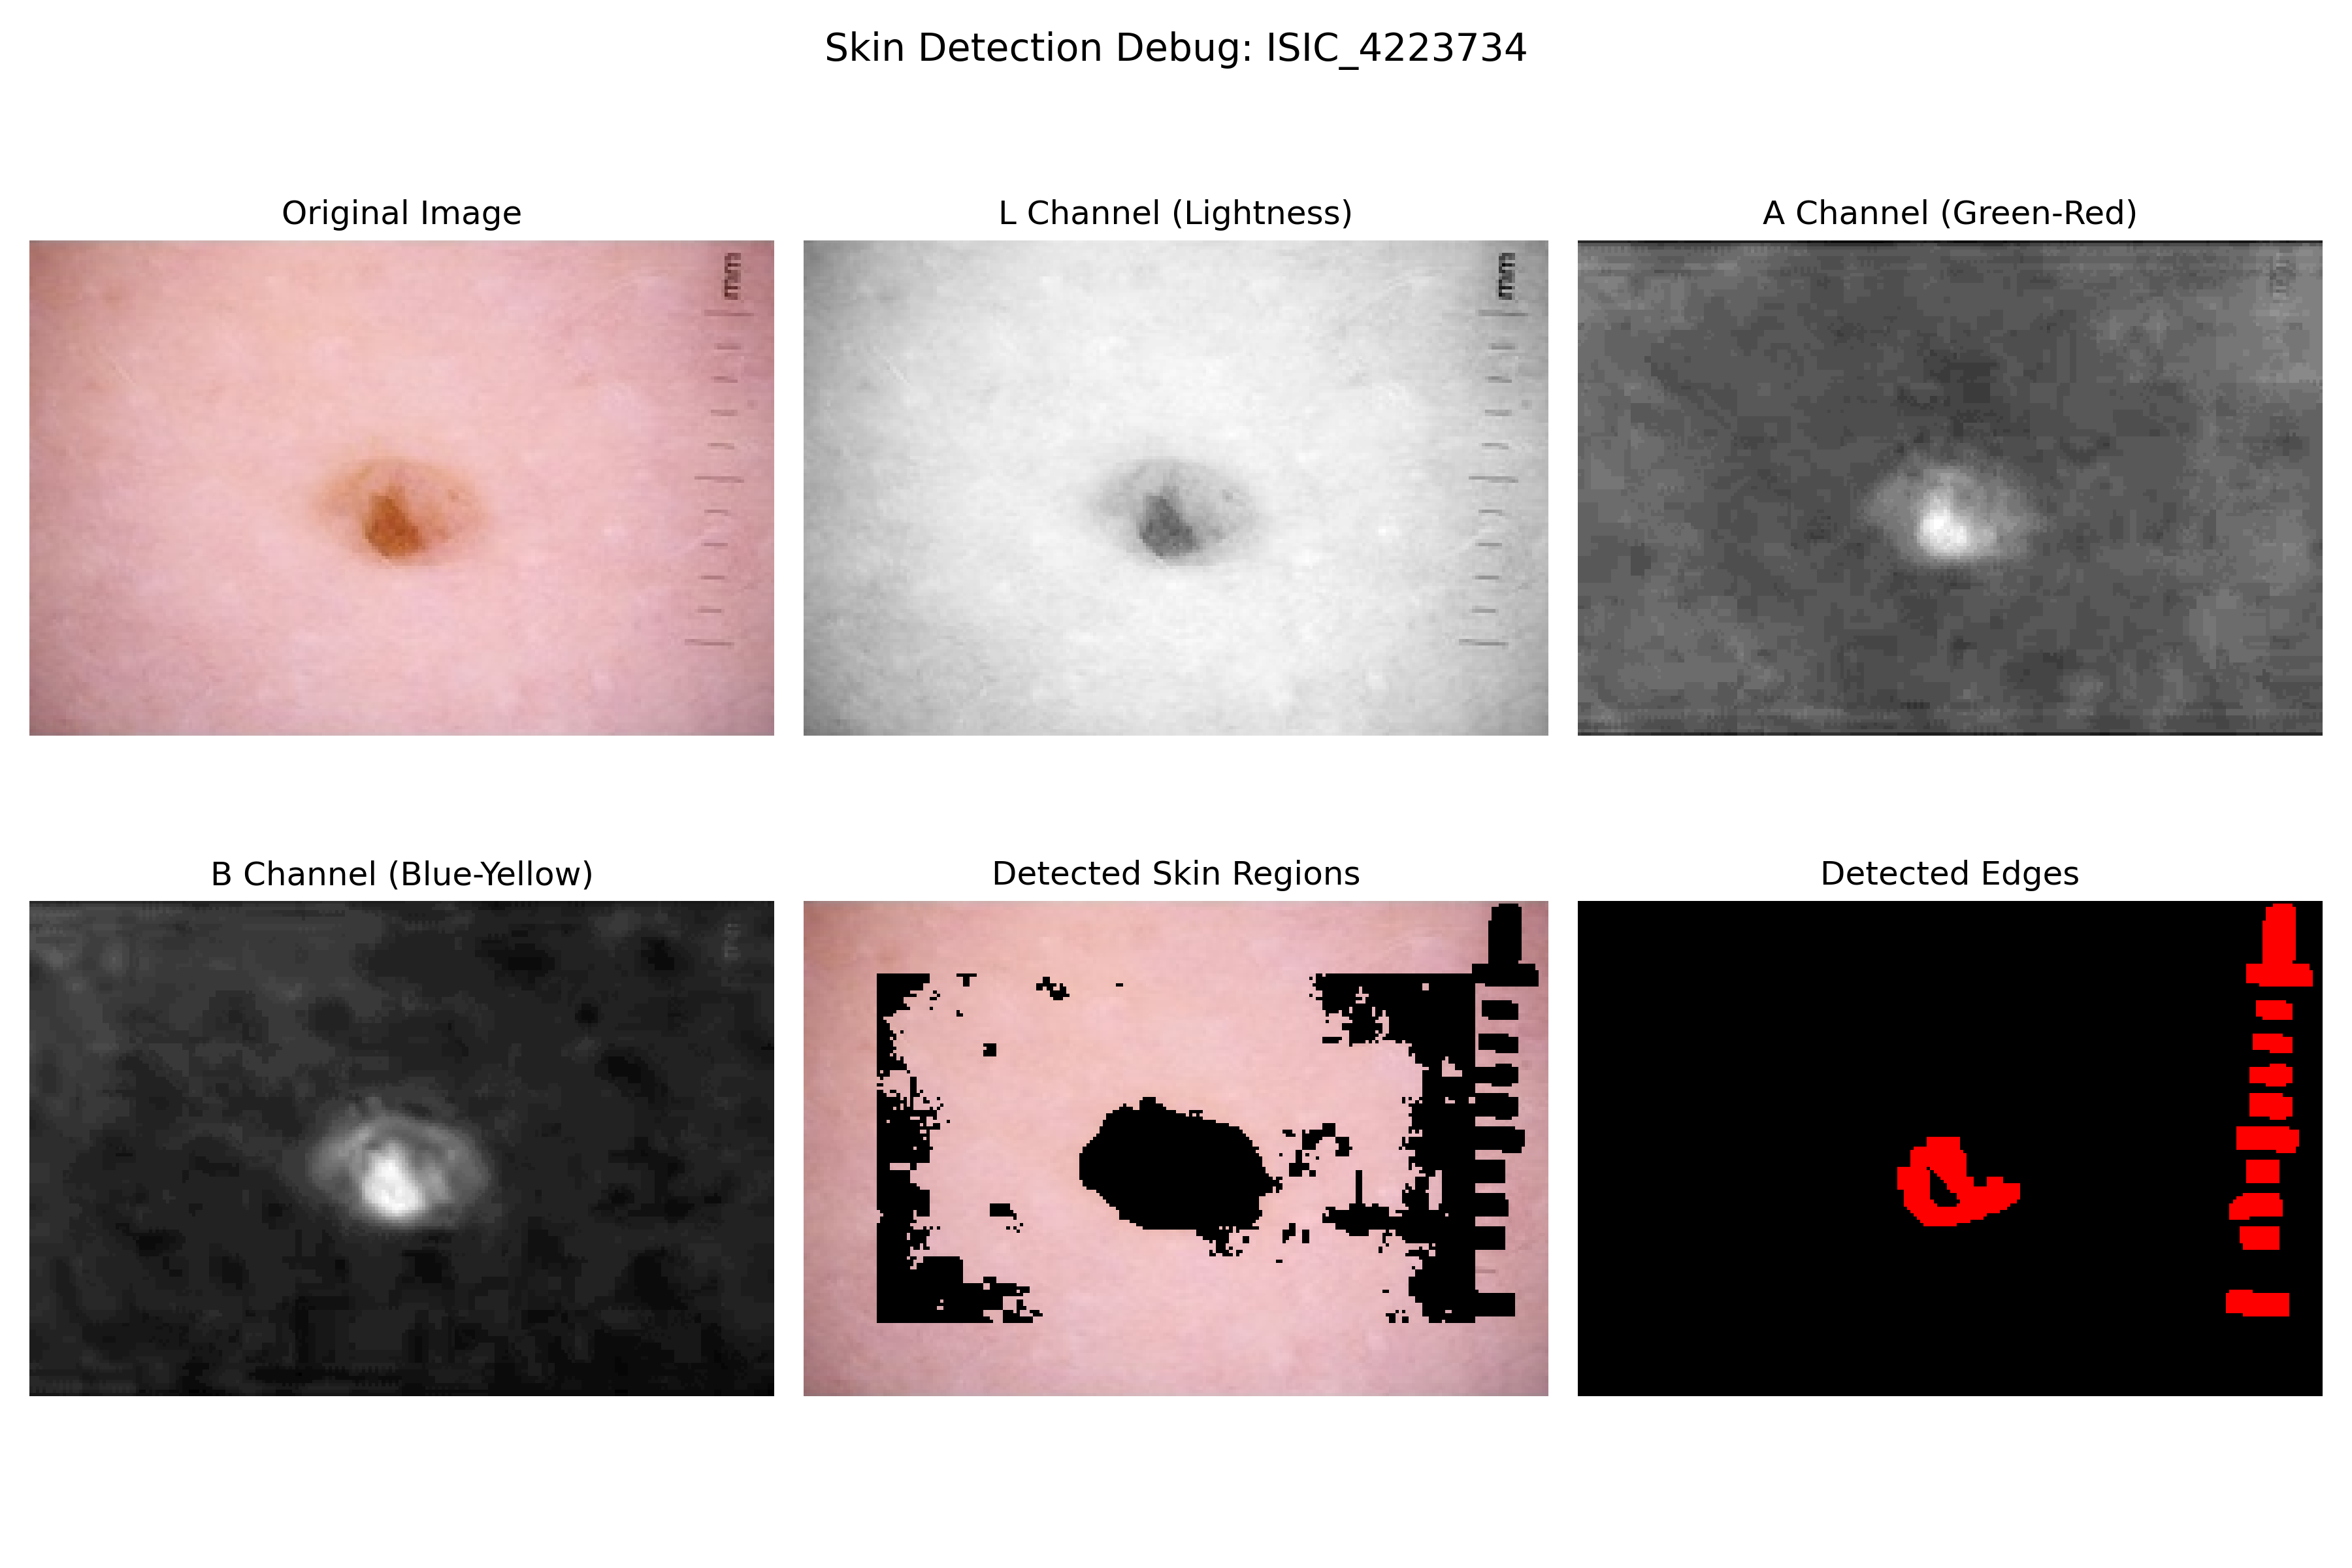 Skin Detection Debug: ISIC_4223734
Original Image
L Channel (Lightness)
A Channel (Green-Red)
mm
mm
B Channel (Blue-Yellow)
Detected Skin Regions
Detected Edges